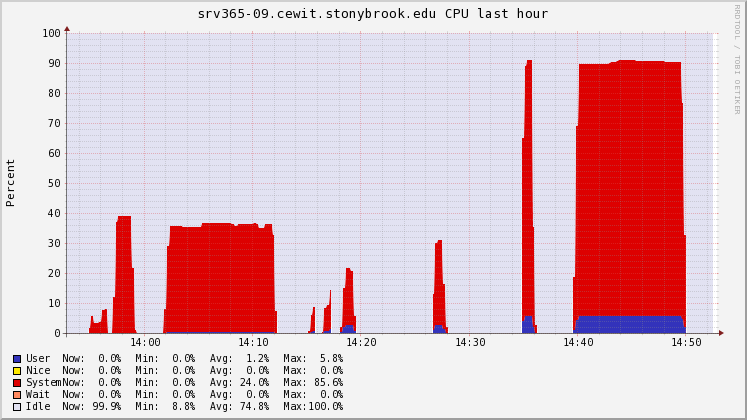 srv365-09.cewit.stonybrook.edu CPU last hour
RRDTOOL / TOBI OETIKER
Percent
100
90
80
70
60
50
40
30
20
10
0
14:00 14:10 14:20 14:30 14:40 14:50
User Now: 0.0% Min: 0.0% Avg: 1.2% Max: 5.8%
Nice Now: 0.0% Min: 0.0% Avg: 0.0% Max: 0.0%
SystemNow: 0.0% Min: 0.0% Avg: 24.0% Max: 85.6%
Wait Now: 0.0% Min: 0.0% Avg: 0.0% Max: 0.0%
Idle Now: 99.9% Min: 8.8% Avg: 74.8% Max:100.0%